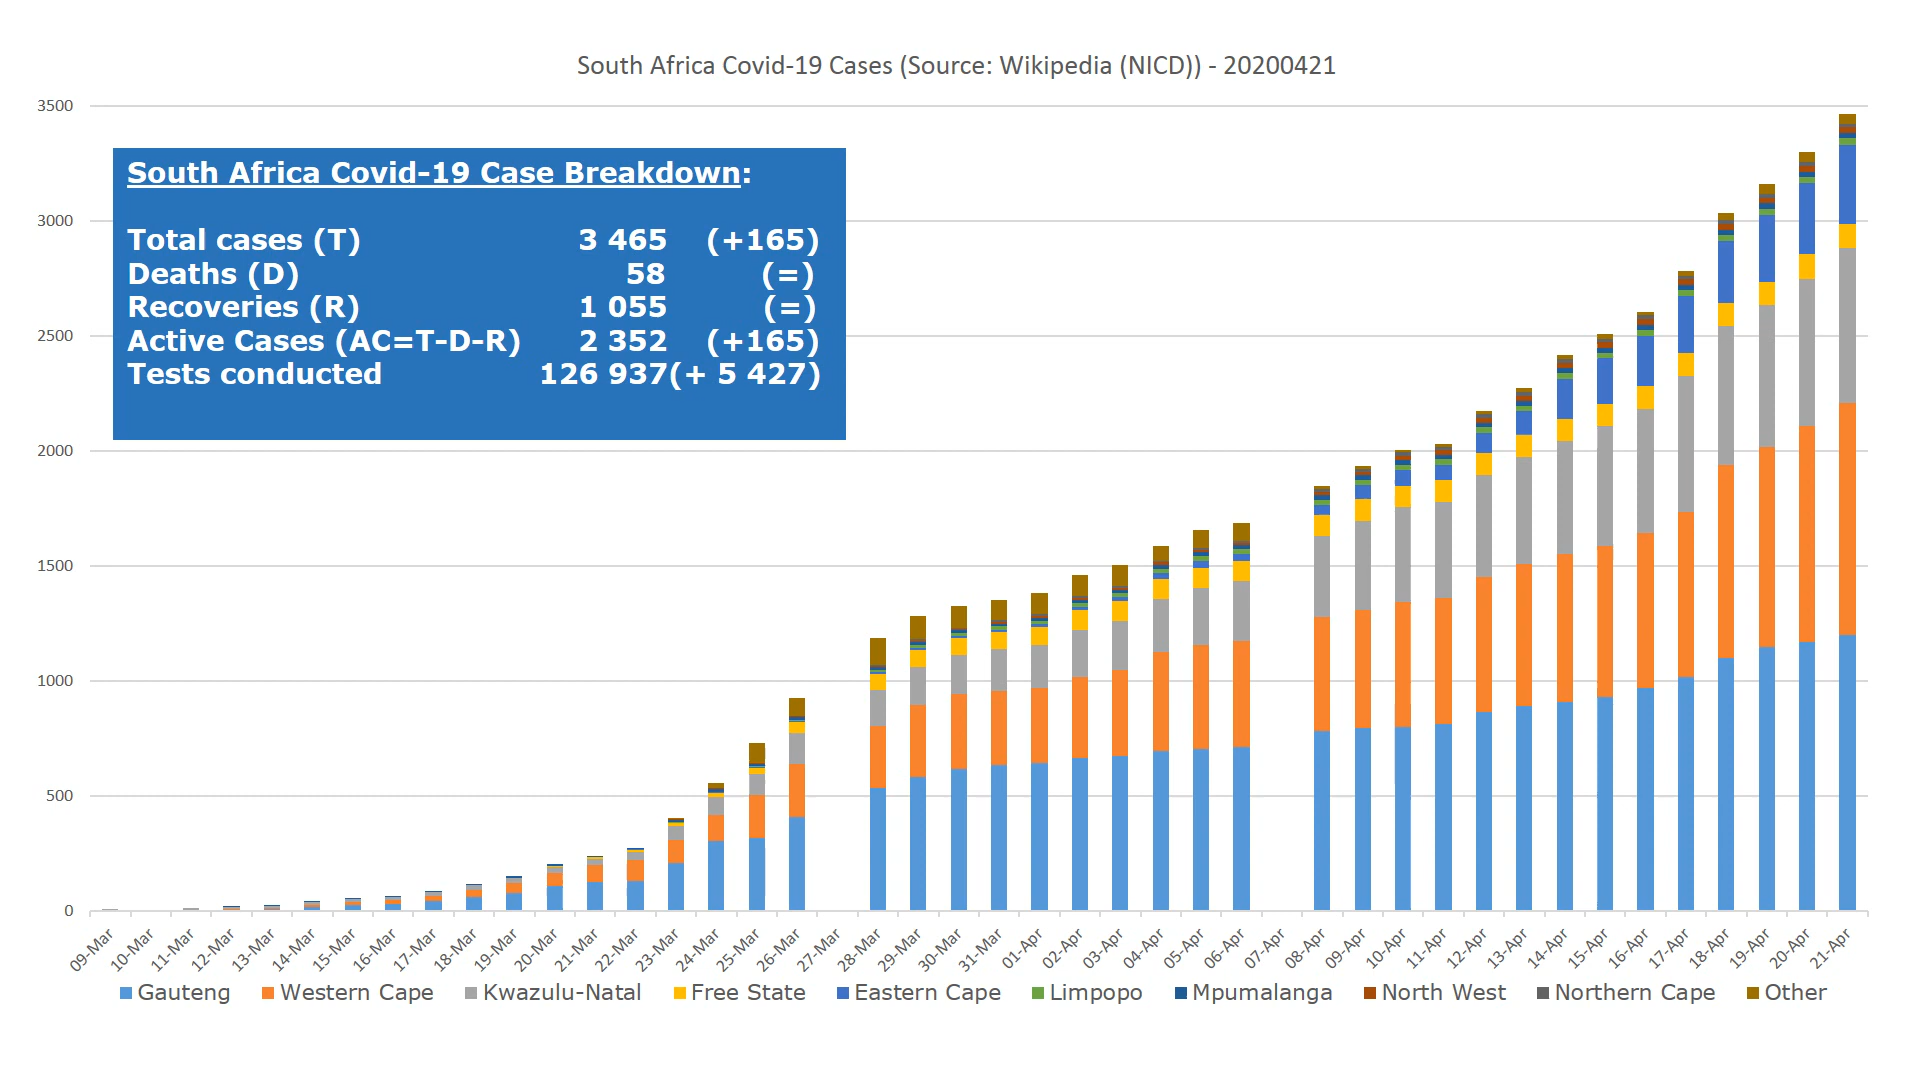 South Africa Covid-19 Cases (Source: Wikipedia (NICD)) - 20200421
3500
3000
2500
2000
1500
1000
500
0
South Africa Covid-19 Case Breakdown:
Total cases (T) 3 465 (+165)
Deaths (D) 58 (=)
Recoveries (R) 1 055 (=)
Active Cases (AC=T-D-R) 2 352 (+165)
Tests conducted 126 937(+ 5 427)
09-Mar 10-Mar 11-Mar 12-Mar 13-Mar 14-Mar 15-Mar 16-Mar 17-Mar 18-Mar 19-Mar 20-Mar 21-Mar 22-Mar 23-Mar 24-Mar 25-Mar 26-Mar 27-Mar 28-Mar 29-Mar 30-Mar 31-Mar 01-Apr 02-Apr 03-Apr 04-Apr 05-Apr 06-Apr 07-Apr 08-Apr 09-Apr 10-Apr 11-Apr 12-Apr 13-Apr 14-Apr 15-Apr 16-Apr 17-Apr 18-Apr 19-Apr 20-Apr 21-Apr
Gauteng Western Cape Kwazulu-Natal Free State Eastern Cape Limpopo Mpumalanga North West Northern Cape Other